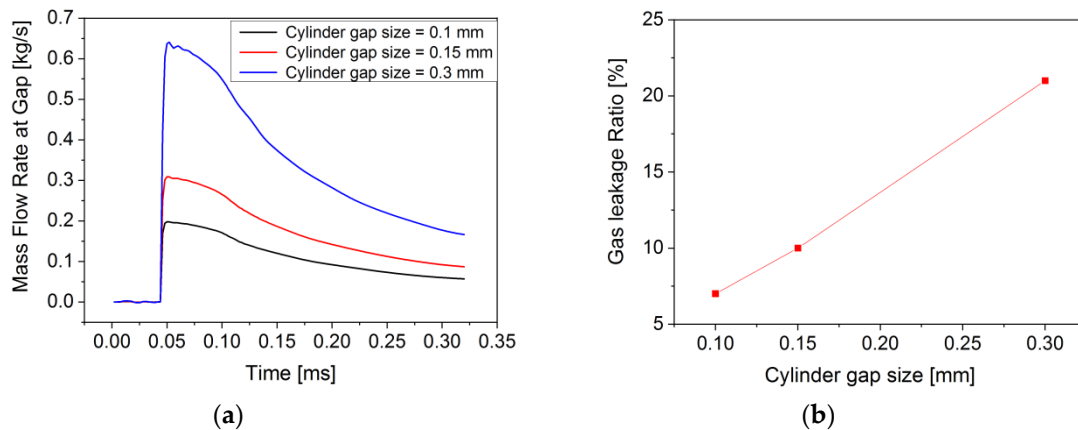 0.7
0.6
0.5
0.4
0.3
0.2
0.1
0.0
Mass Flow Rate at Gap [kg/s]
Cylinder gap size = 0.1 mm
Cylinder gap size = 0.15 mm
Cylinder gap size = 0.3 mm
0.00 0.05 0.10 0.15 0.20 0.25 0.30 0.35
Time [ms]
(a)
25
20
15
10
5
Gas leakage Ratio [%]
0.10 0.15 0.20 0.25 0.30
Cylinder gap size [mm]
(b)